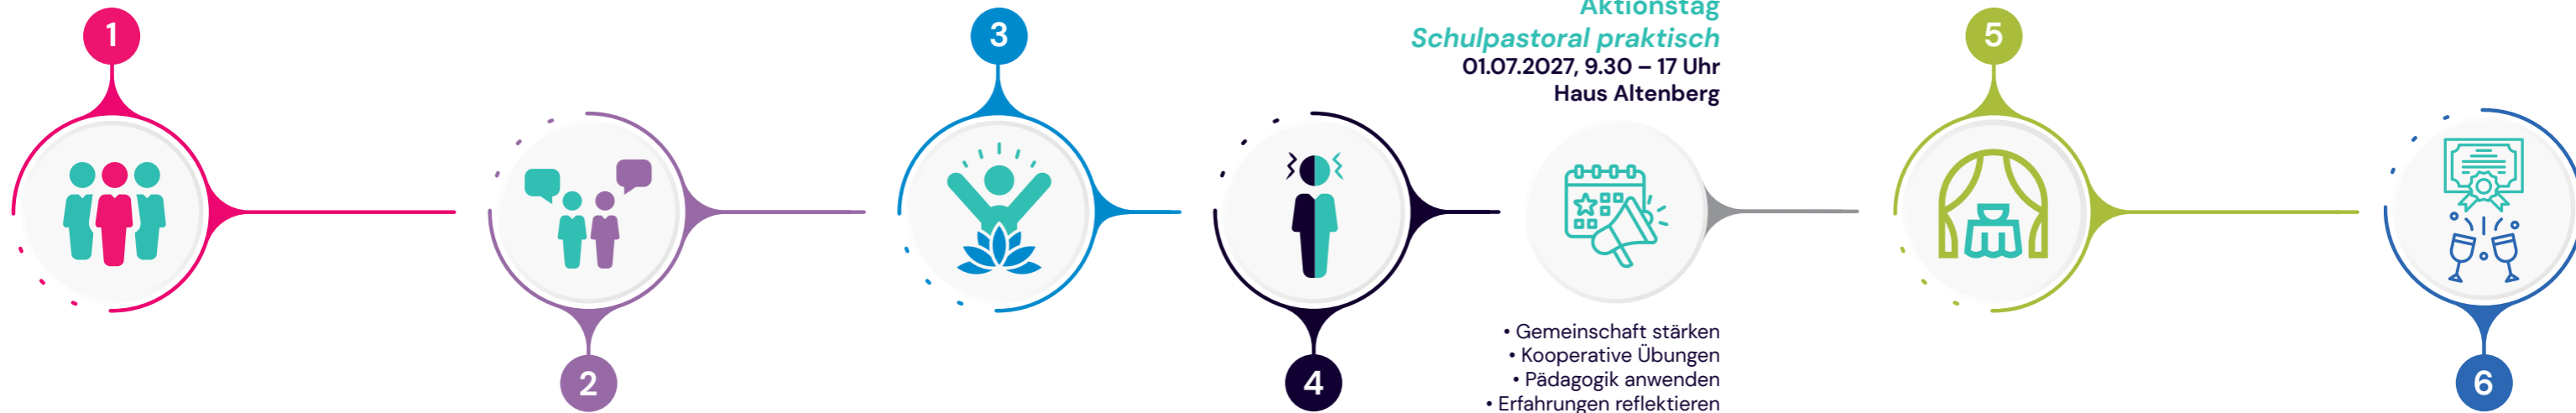 1
3
Aktionstag
Schulpastoral praktisch
01.07.2027, 9.30 – 17 Uhr
Haus Altenberg
5
• Gemeinschaft stärken
• Kooperative Übungen
• Pädagogik anwenden
• Erfahrungen reflektieren
2
4
6